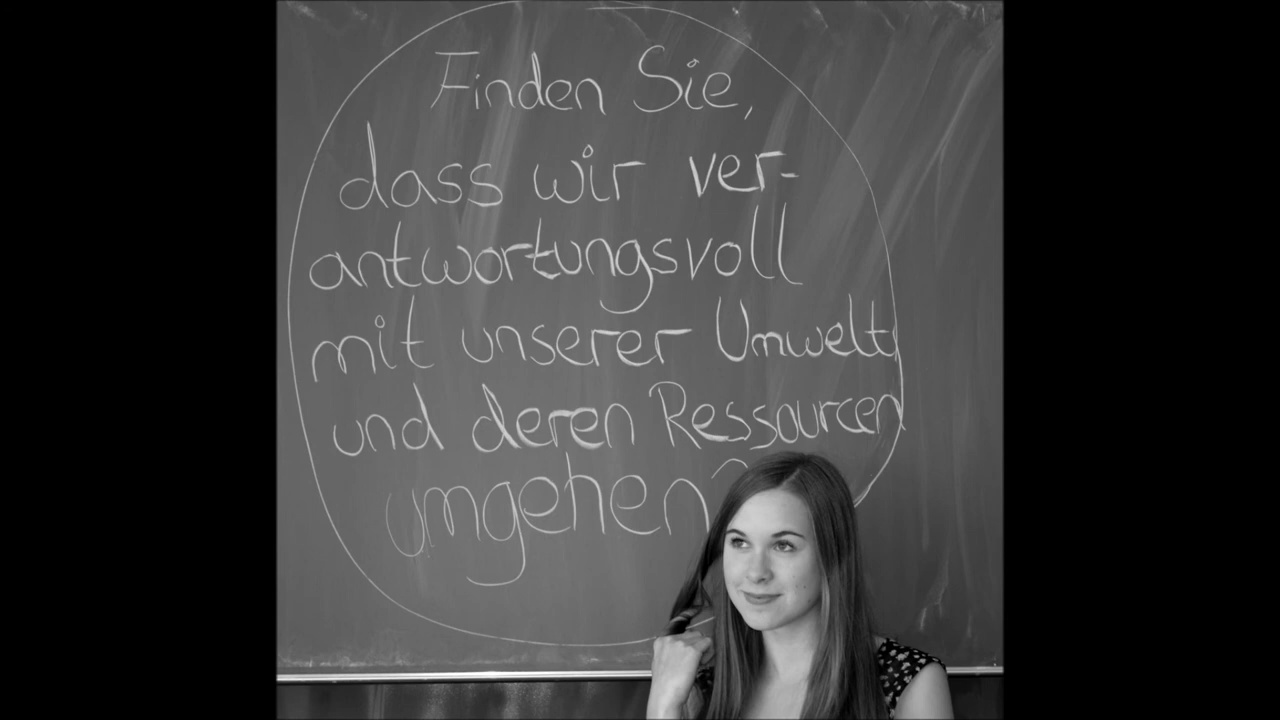 Finden Sie,
dass wir ver-
antwortungsvoll
mit unserer Umwelt
und deren Ressourcen
umgehen?